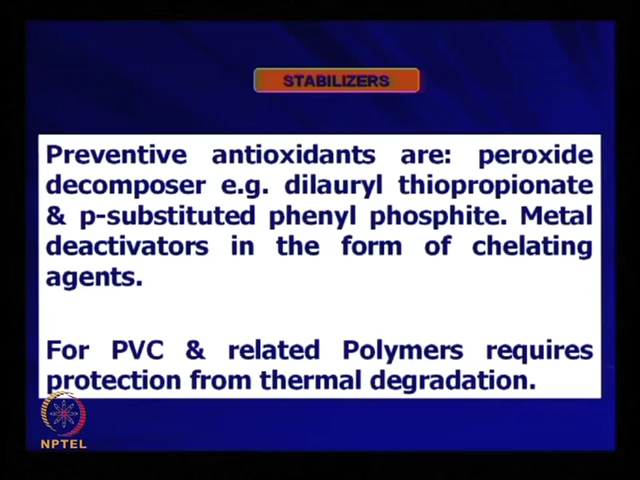 STABILIZERS
Preventive antioxidants are: peroxide
decomposer e.g. dilauryl thiopropionate
& p-substituted phenyl phosphite. Metal
deactivators in the form of chelating
agents.
For PVC & related Polymers requires
protection from thermal degradation.
NPTEL